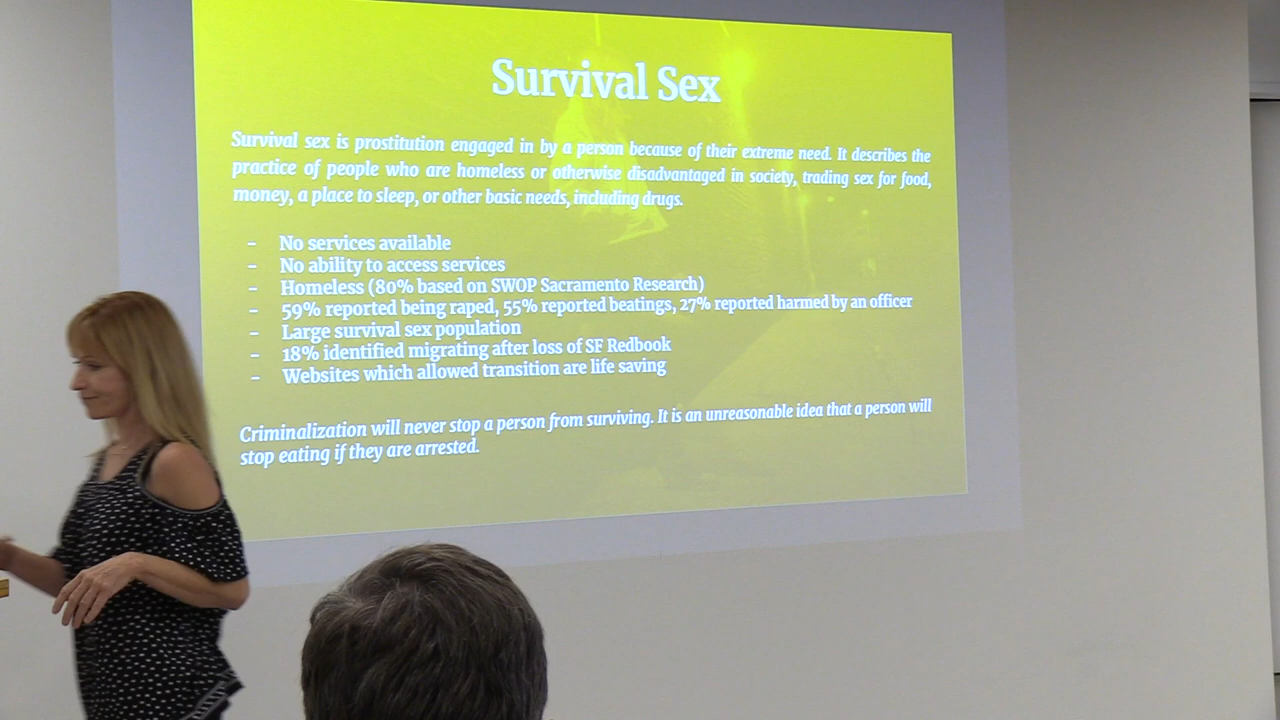 Survival Sex
Survival sex is prostitution engaged in by a person because of their extreme need. It describes the
practice of people who are homeless or otherwise disadvantaged in society, trading sex for food,
money, a place to sleep, or other basic needs, including drugs.
- No services available
- No ability to access services
- Homeless (80% based on SWOP Sacramento Research)
- 59% reported being raped, 55% reported beatings, 27% reported harmed by an officer
- Large survival sex population
- 18% identified migrating after loss of SF Redbook
- Websites which allowed transition are life saving
Criminalization will never stop a person from surviving. It is an unreasonable idea that a person will
stop eating if they are arrested.